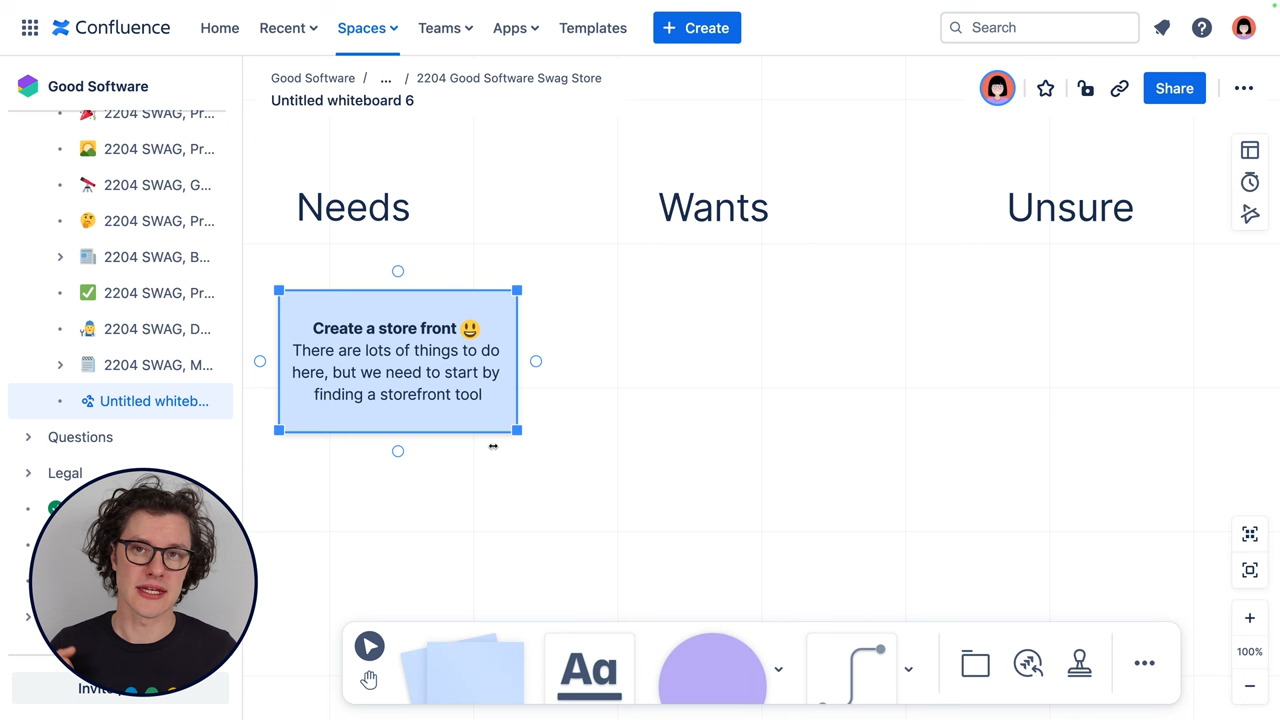 Confluence
Home
Recent
Spaces
Teams
Apps
Templates
+ Create
Search
Good Software
Good Software / ... / 2204 Good Software Swag Store
Untitled whiteboard 6
Share
2204 SWAG, Pr...
2204 SWAG, Pr...
2204 SWAG, G...
2204 SWAG, Pr...
2204 SWAG, B...
2204 SWAG, Pr...
2204 SWAG, D...
2204 SWAG, M...
Untitled whiteb...
Questions
Legal
Needs
Wants
Unsure
Create a store front 😃
There are lots of things to do
here, but we need to start by
finding a storefront tool
Aa
100%